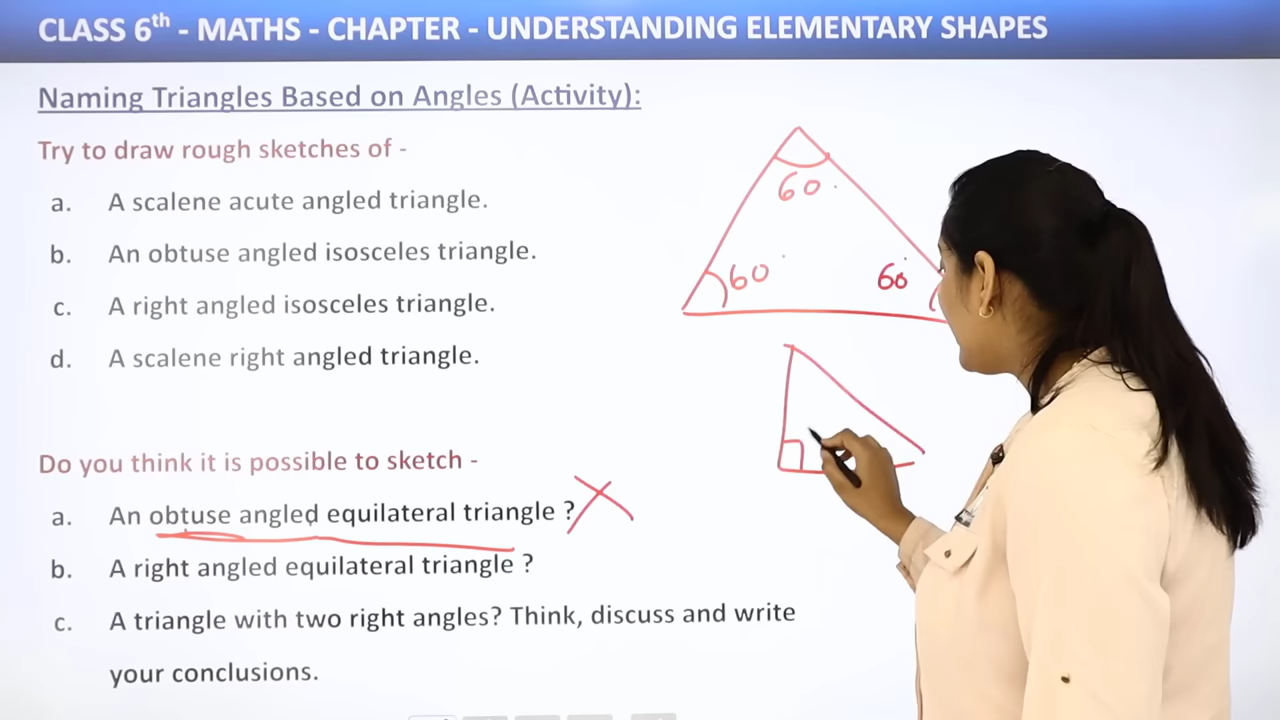 CLASS 6th - MATHS - CHAPTER - UNDERSTANDING ELEMENTARY SHAPES
Naming Triangles Based on Angles (Activity):
Try to draw rough sketches of -
a. A scalene acute angled triangle.
b. An obtuse angled isosceles triangle.
c. A right angled isosceles triangle.
d. A scalene right angled triangle.
Do you think it is possible to sketch -
a. An obtuse angled equilateral triangle ?
b. A right angled equilateral triangle ?
c. A triangle with two right angles? Think, discuss and write
your conclusions.
60°
60° 60°